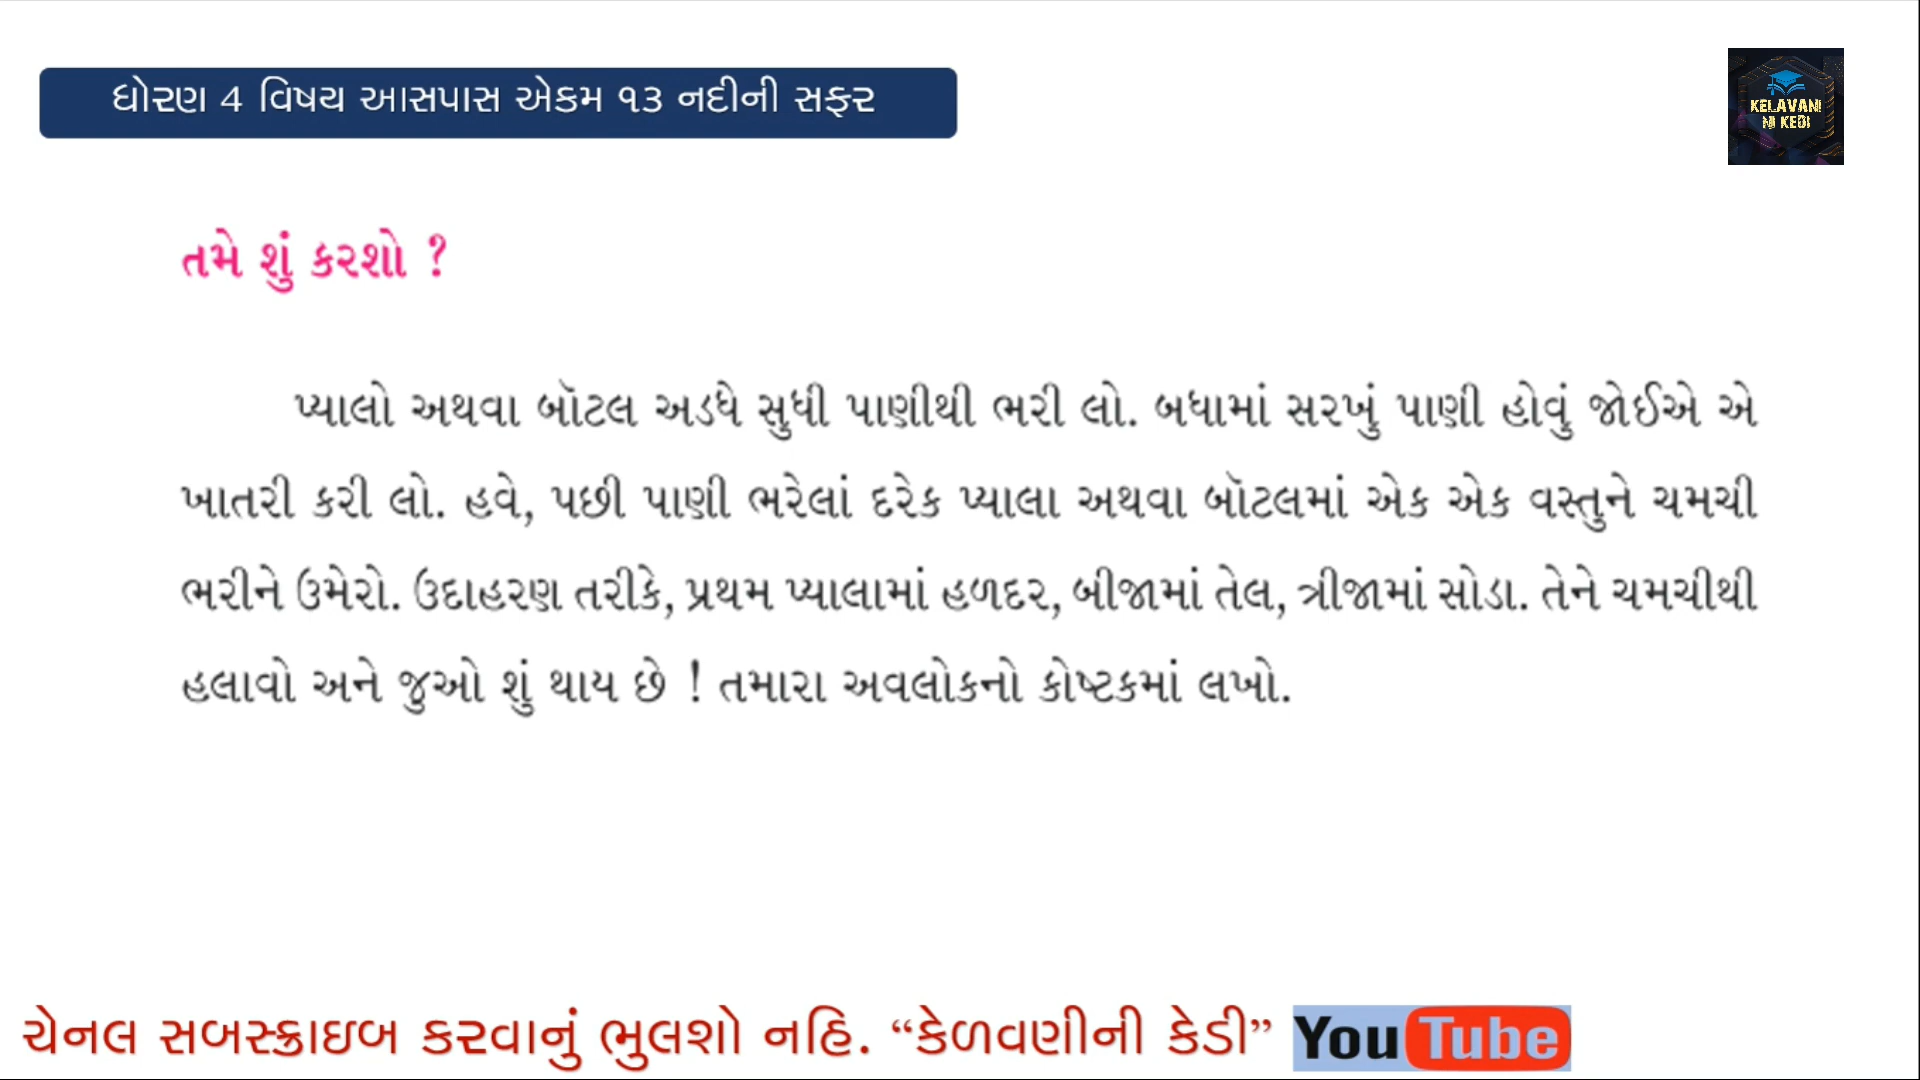 ધોરણ 4 વિષય આસપાસ એકમ ૧૩ નદીની સફર
KELAVANI
NI KEDI
તમે શું કરશો ?
પ્યાલો અથવા બૉટલ અડધે સુધી પાણીથી ભરી લો. બધામાં સરખું પાણી હોવું જોઈએ એ
ખાતરી કરી લો. હવે, પછી પાણી ભરેલાં દરેક પ્યાલા અથવા બૉટલમાં એક એક વસ્તુને ચમચી
ભરીને ઉમેરો. ઉદાહરણ તરીકે, પ્રથમ પ્યાલામાં હળદર, બીજામાં તેલ, ત્રીજામાં સોડા. તેને ચમચીથી
હલાવો અને જુઓ શું થાય છે ! તમારા અવલોકનો કોષ્ટકમાં લખો.
ચેનલ સબસ્ક્રાઇબ કરવાનું ભુલશો નહિ. “કેળવણીની કેડી” YouTube